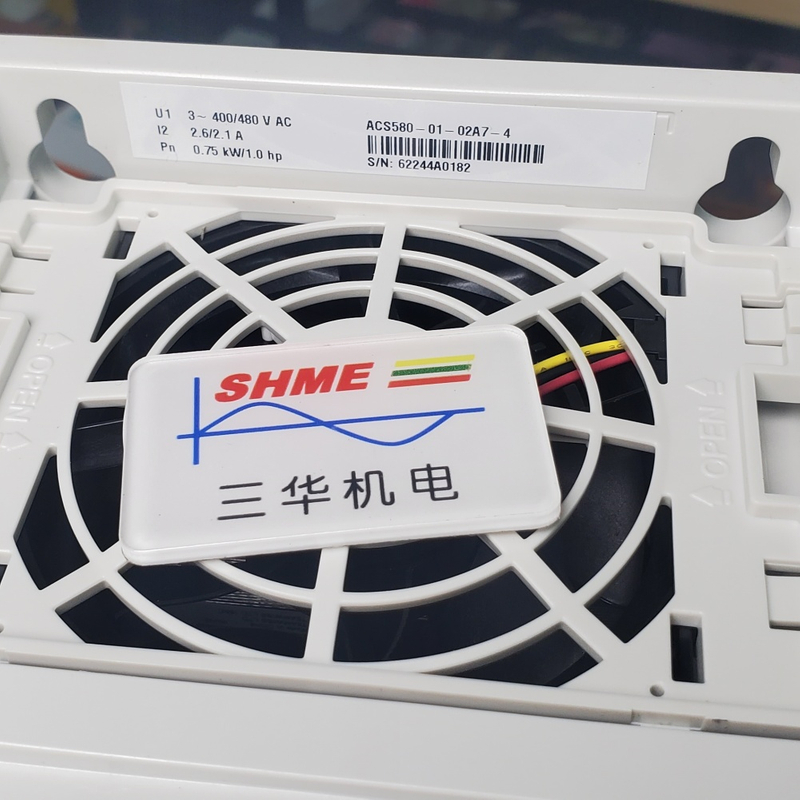 U1 3~ 400/480 V AC
I2 2.6/2.1 A
Pn 0.75 kW/1.0 hp
ACS580-01-02A7-4
S/N: 62244A0182
OPEN
OPEN
SHME
三华机电